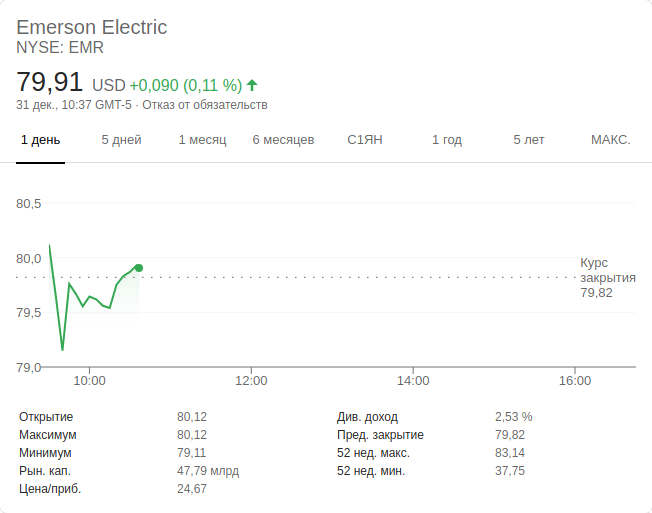 Emerson Electric
NYSE: EMR
79,91 USD +0,090 (0,11 %)
31 дек., 10:37 GMT-5 · Отказ от обязательств
1 день 5 дней 1 месяц 6 месяцев С1ЯН 1 год 5 лет МАКС.
80,5
80,0
79,5
79,0
Курс
закрытия
79,82
10:00 12:00 14:00 16:00
Открытие 80,12 Див. доход 2,53 %
Максимум 80,12 Пред. закрытие 79,82
Минимум 79,11 52 нед. макс. 83,14
Рын. кап. 47,79 млрд 52 нед. мин. 37,75
Цена/приб. 24,67